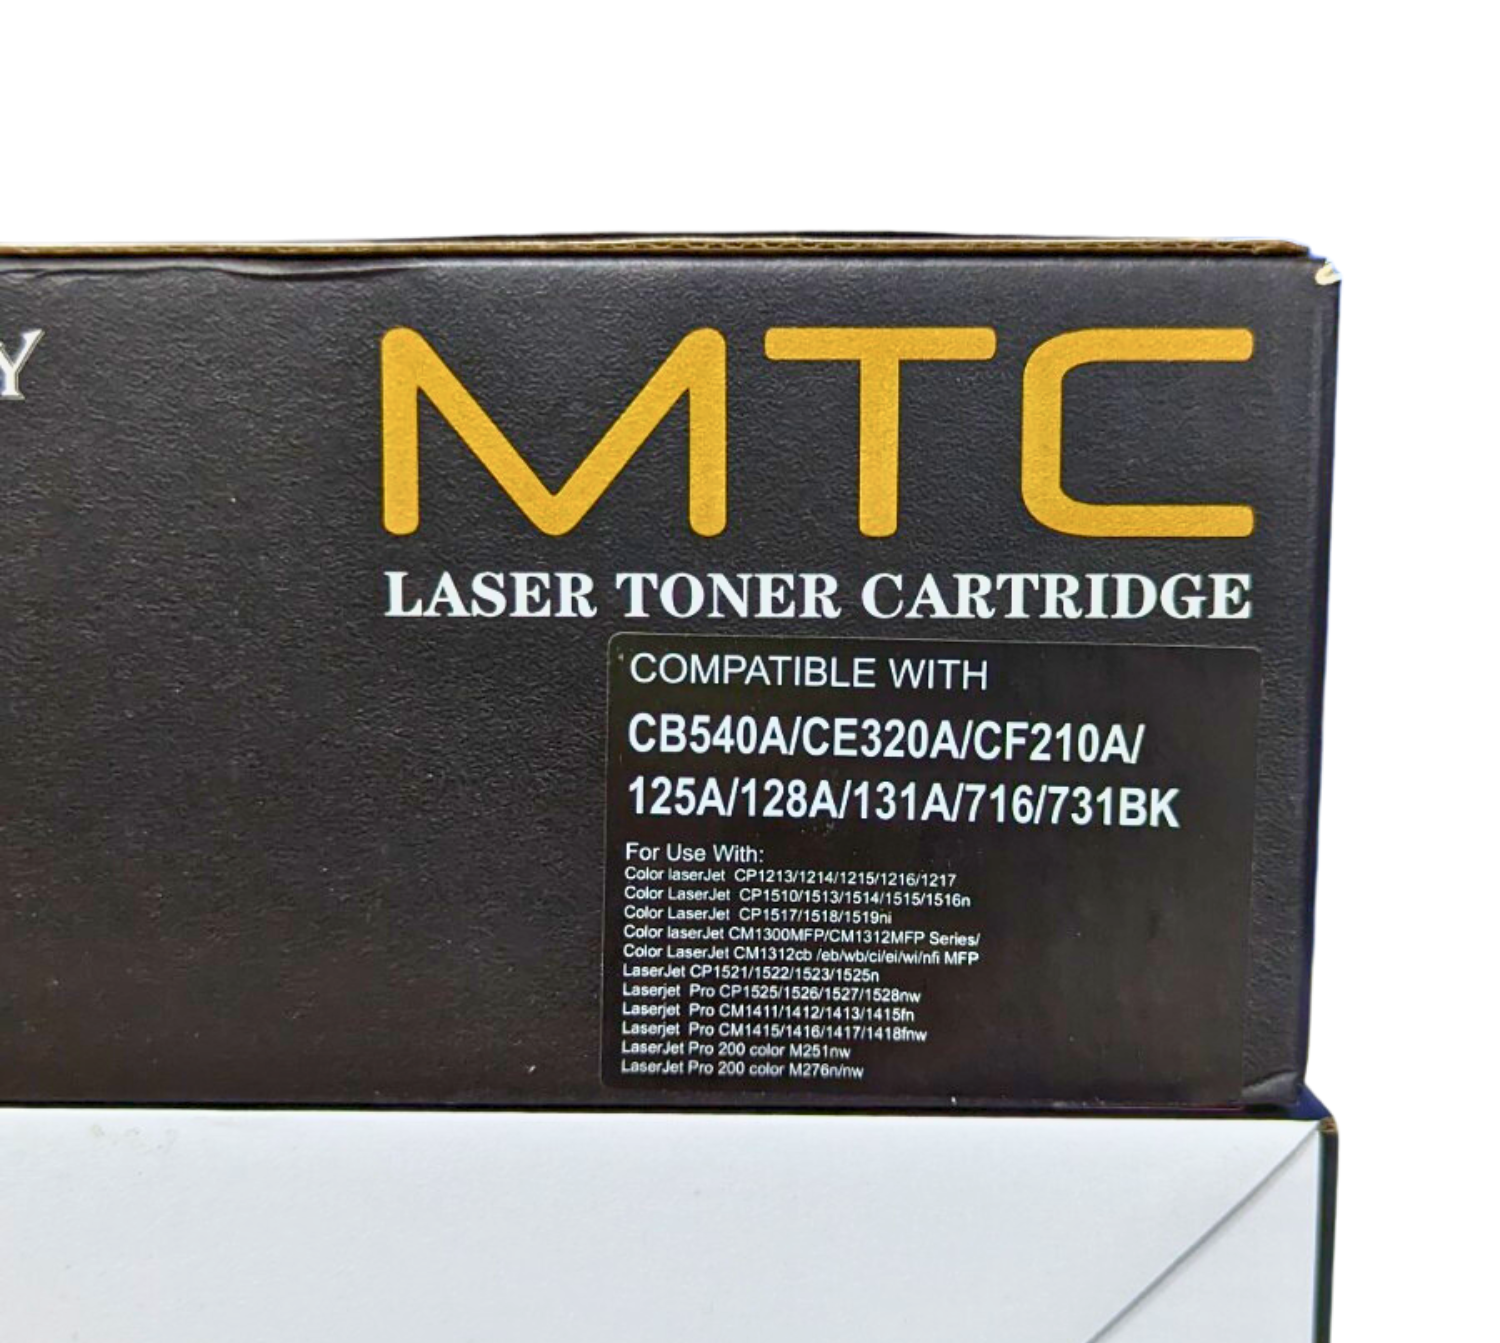 Y
MTC
LASER TONER CARTRIDGE
COMPATIBLE WITH
CB540A/CE320A/CF210A/
125A/128A/131A/716/731BK
For Use With:
Color laserJet CP1213/1214/1215/1216/1217
Color LaserJet CP1510/1513/1514/1515/1516n
Color LaserJet CP1517/1518/1519ni
Color laserJet CM1300MFP/CM1312MFP Series/
Color LaserJet CM1312cb /eb/wb/ci/ei/wi/nfi MFP
LaserJet CP1521/1522/1523/1525n
Laserjet Pro CP1525/1526/1527/1528nw
Laserjet Pro CM1411/1412/1413/1415fn
Laserjet Pro CM1415/1416/1417/1418fnw
LaserJet Pro 200 color M251nw
LaserJet Pro 200 color M276n/nw